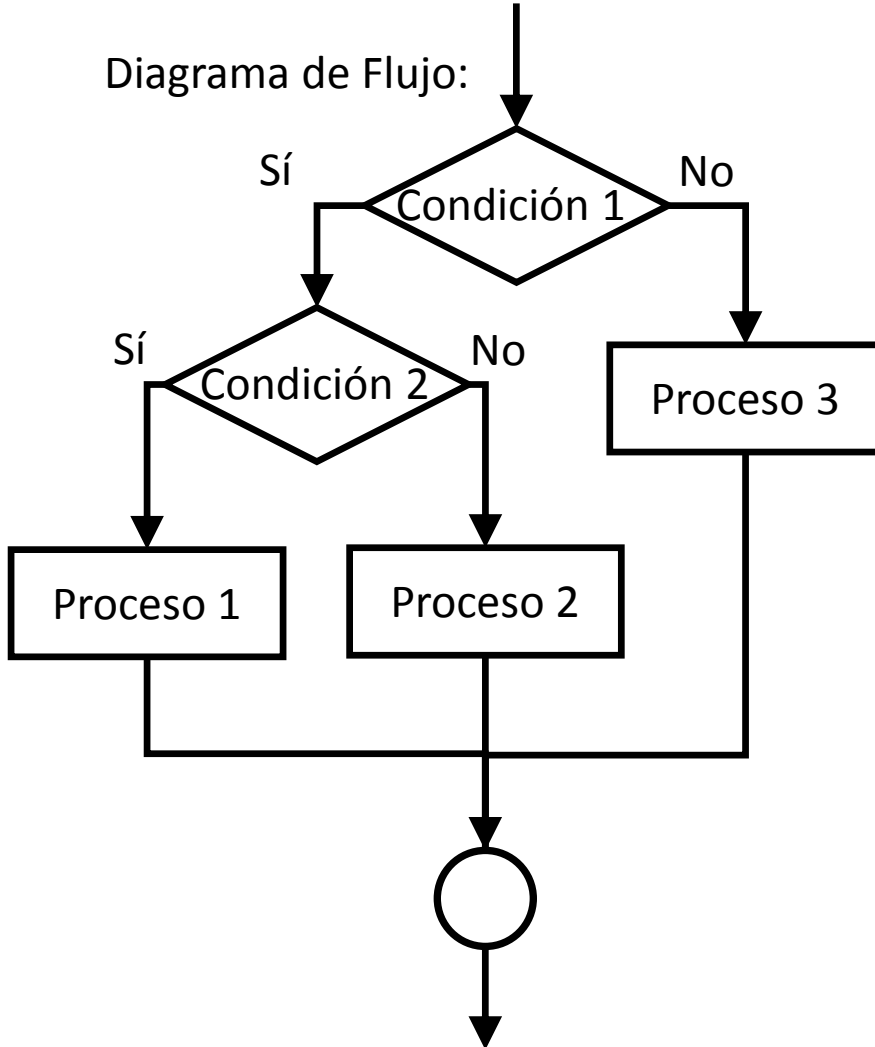 Diagrama de Flujo:
Sí
No
Condición 1
Sí
No
Condición 2
Proceso 3
Proceso 1
Proceso 2